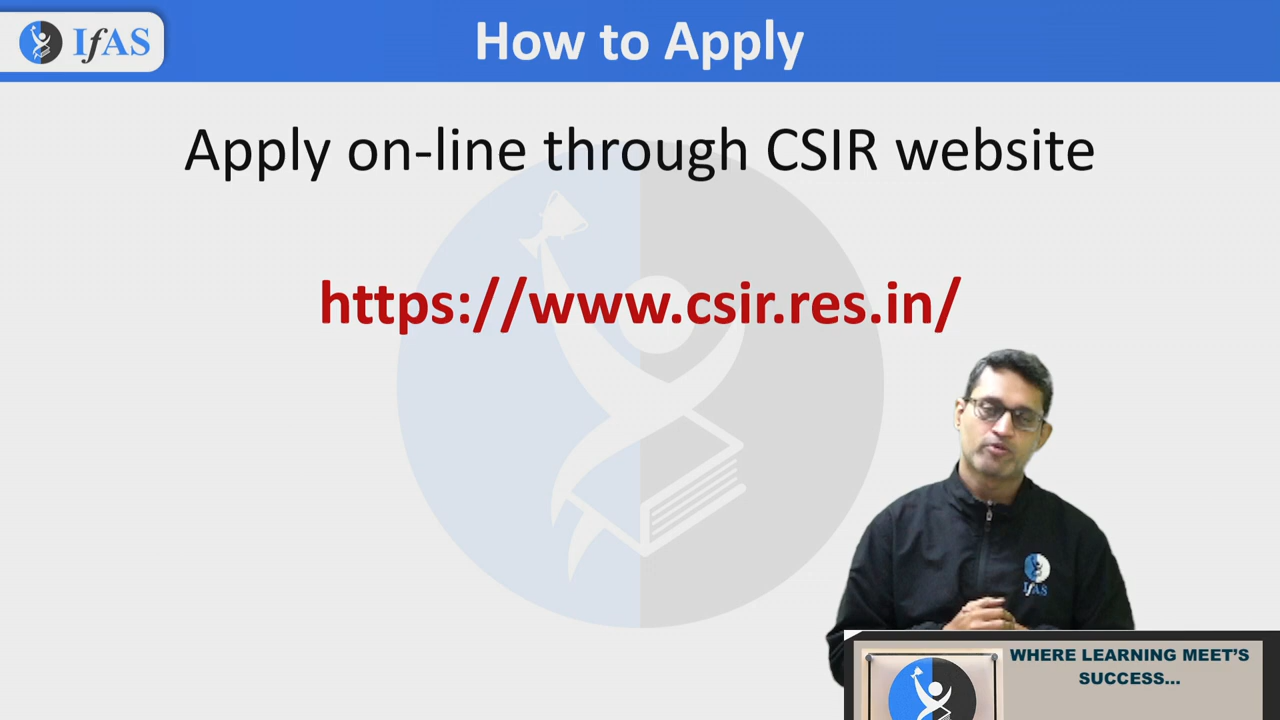 IfAS
How to Apply
Apply on-line through CSIR website
https://www.csir.res.in/
IfAS
WHERE LEARNING MEET’S
SUCCESS...